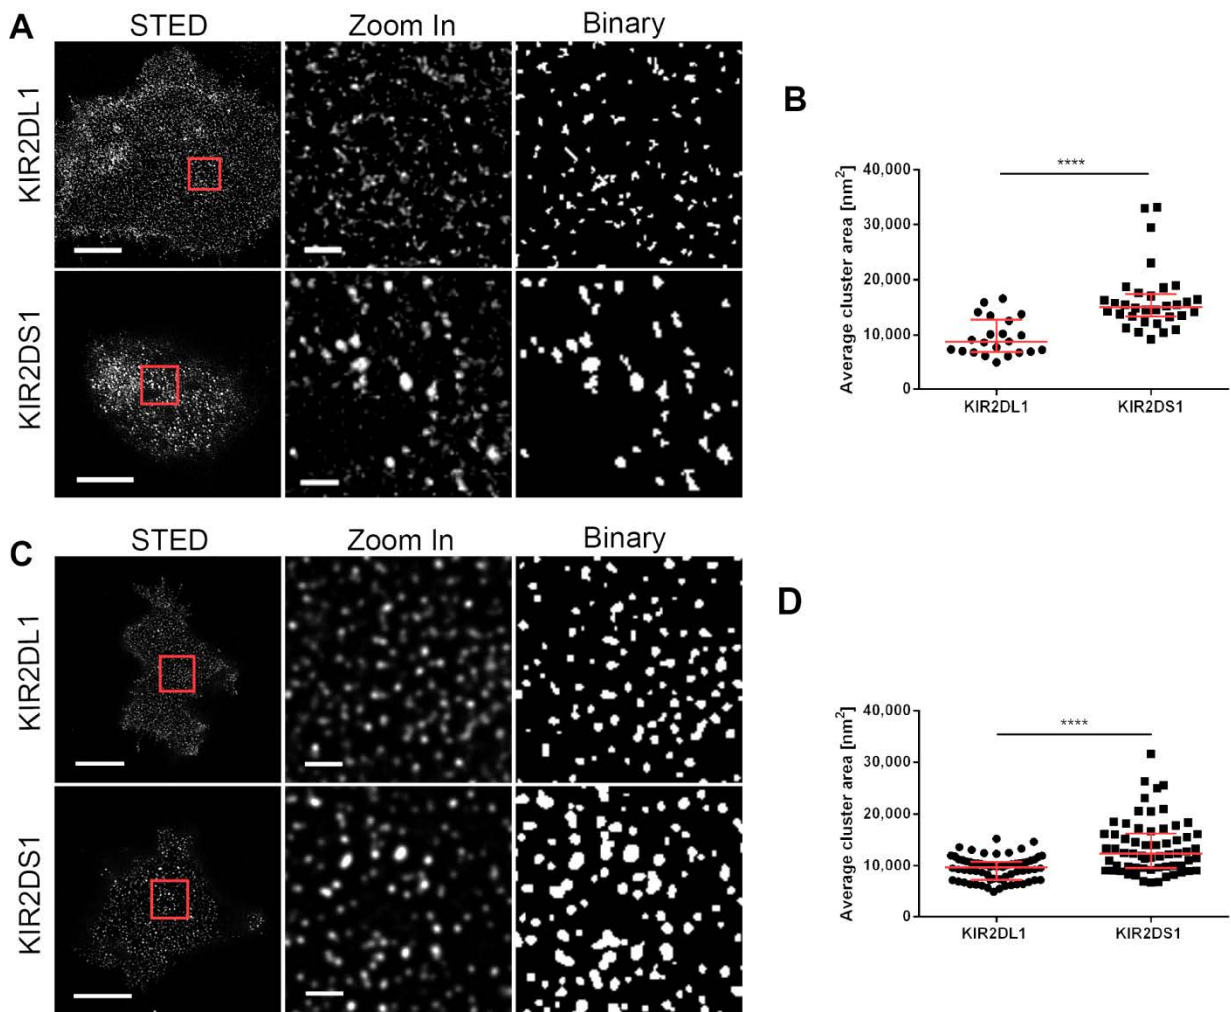 A
STED
Zoom In
Binary
KIR2DL1
KIR2DS1
B
Average cluster area [nm²]
40,000
30,000
20,000
10,000
0
****
KIR2DL1
KIR2DS1
C
STED
Zoom In
Binary
KIR2DL1
KIR2DS1
D
Average cluster area [nm²]
40,000
30,000
20,000
10,000
0
****
KIR2DL1
KIR2DS1